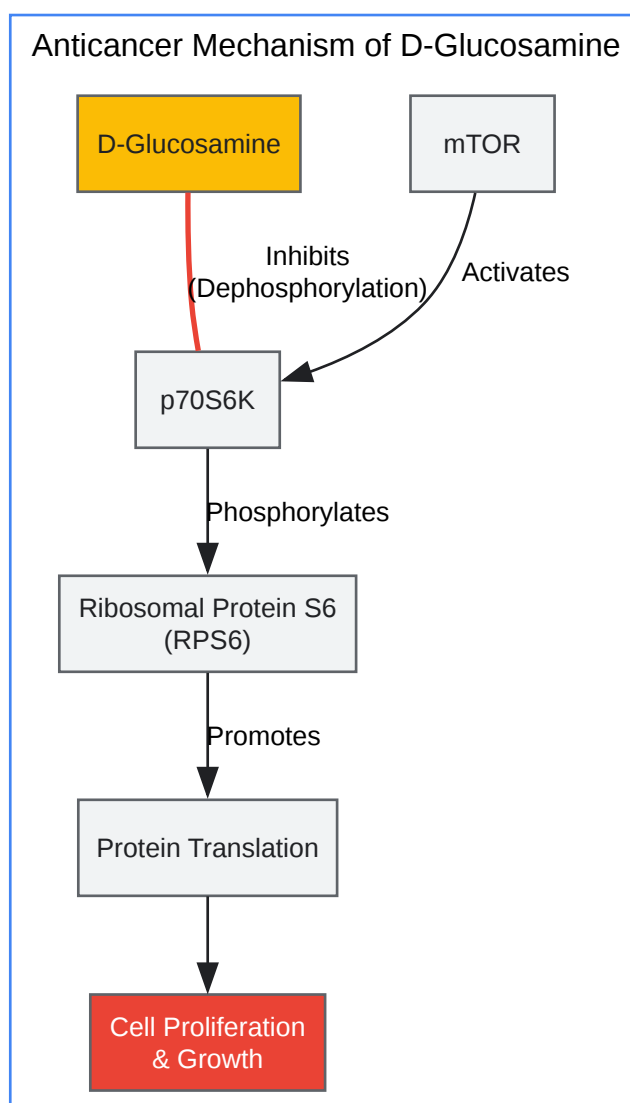 Anticancer Mechanism of D-Glucosamine
D-Glucosamine
mTOR
Inhibits
(Dephosphorylation)
Activates
p70S6K
Phosphorylates
Ribosomal Protein S6
(RPS6)
Promotes
Protein Translation
Cell Proliferation
& Growth